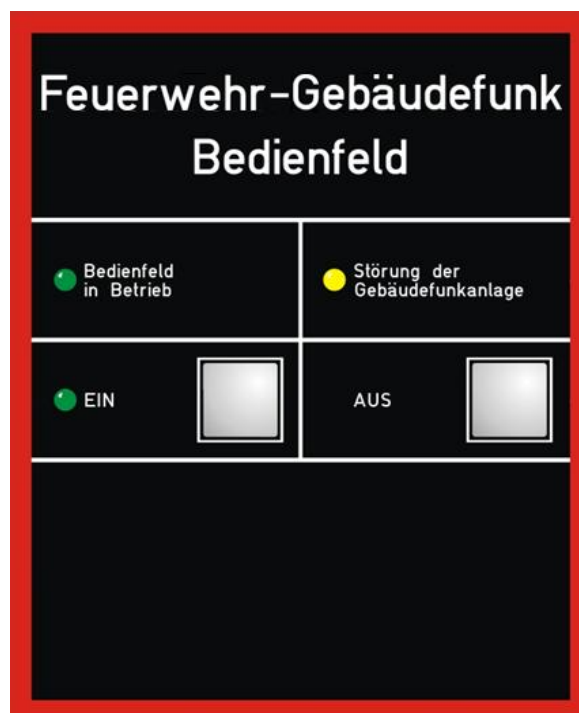 Feuerwehr-Gebäudefunk
Bedienfeld
Bedienfeld
in Betrieb
Störung der
Gebäudefunkanlage
EIN
AUS